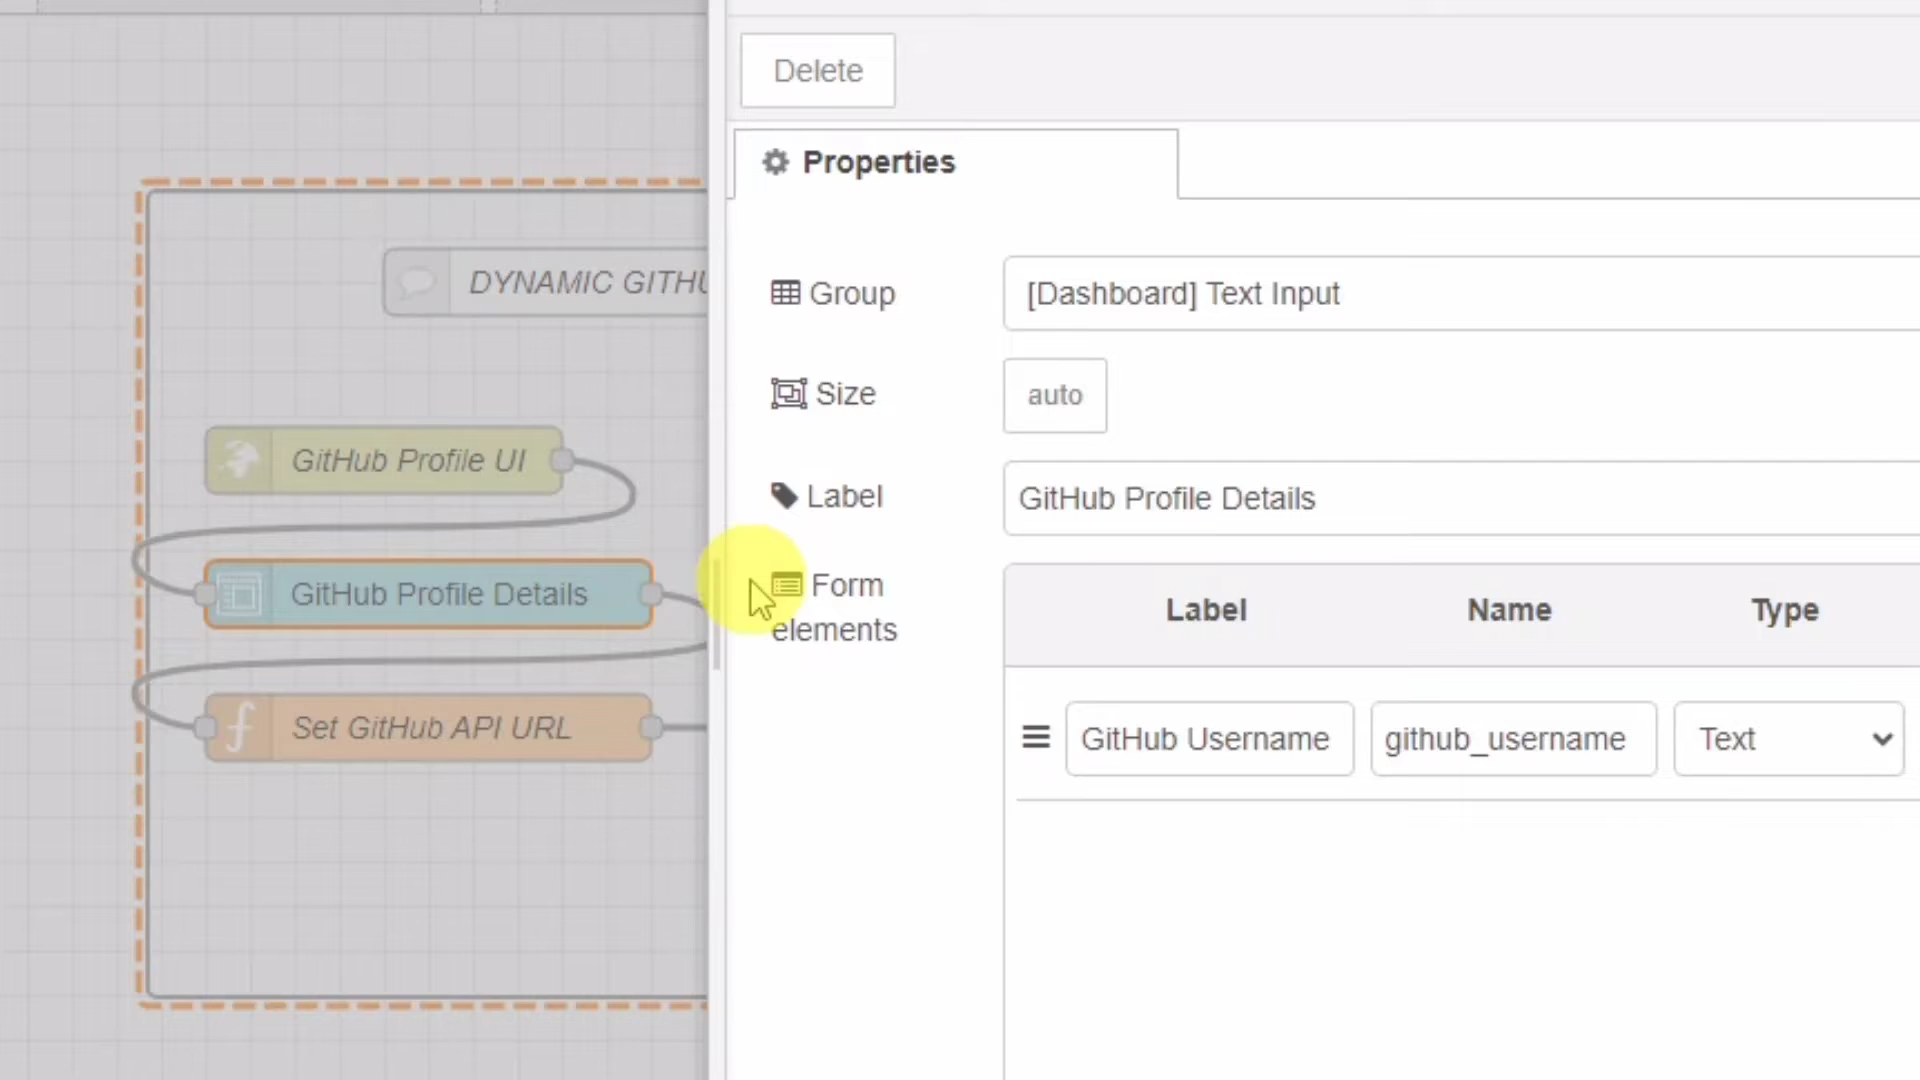 Delete
Properties
DYNAMIC GITHU
Group
[Dashboard] Text Input
Size
auto
GitHub Profile UI
Label
GitHub Profile Details
GitHub Profile Details
Form
elements
Label Name Type
Set GitHub API URL
GitHub Username github_username Text